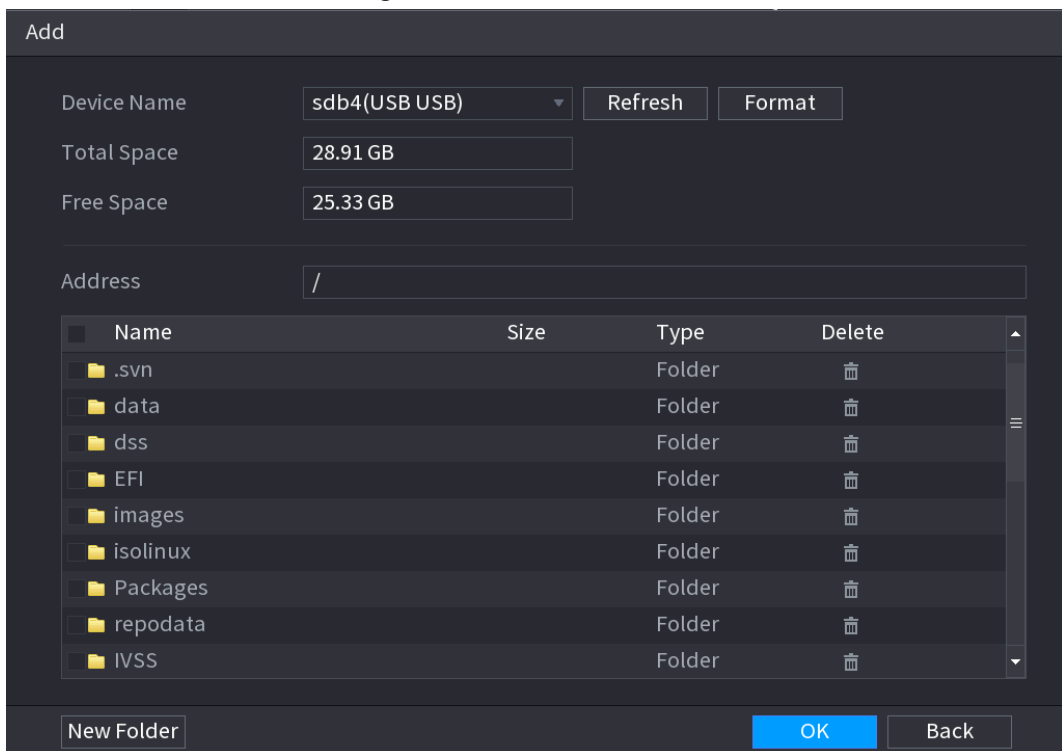 Add
Device Name sdb4(USB USB) Refresh Format
Total Space 28.91 GB
Free Space 25.33 GB
Address /
Name Size Type Delete
.svn Folder
data Folder
dss Folder
EFI Folder
images Folder
isolinux Folder
Packages Folder
repodata Folder
IVSS Folder
New Folder OK Back